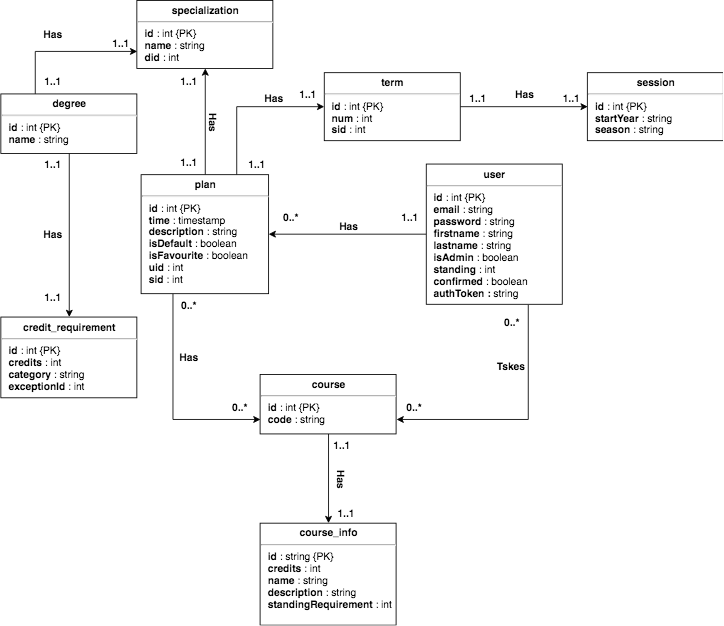 specialization
id : int {PK}
name : string
did : int
Has
1..1
1..1
1..1
degree
id : int {PK}
name : string
1..1
Has
1..1
credit_requirement
id : int {PK}
credits : int
category : string
exceptionId : int
Has
1..1
plan
id : int {PK}
time : timestamp
description : string
isDefault : boolean
isFavourite : boolean
uid : int
sid : int
Has
1..1
term
id : int {PK}
num : int
sid : int
1..1
Has
1..1
session
id : int {PK}
startYear : string
season : string
user
id : int {PK}
email : string
password : string
firstname : string
lastname : string
isAdmin : boolean
standing : int
confirmed : boolean
authToken : string
0..*
Has
1..1
0..*
Has
0..*
0..*
Tskes
0..*
course
id : int {PK}
code : string
1..1
Has
1..1
course_info
id : string {PK}
credits : int
name : string
description : string
standingRequirement : int